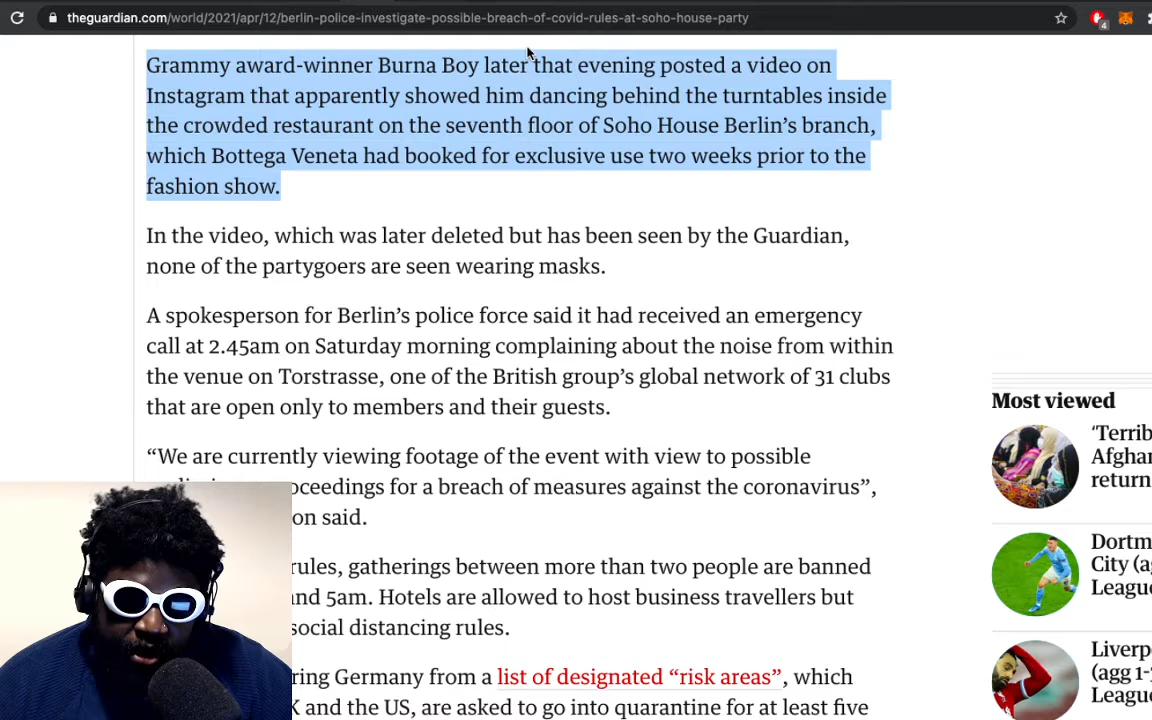 theguardian.com/world/2021/apr/12/berlin-police-investigate-possible-breach-of-covid-rules-at-soho-house-party
4
Grammy award-winner Burna Boy later that evening posted a video on
Instagram that apparently showed him dancing behind the turntables inside
the crowded restaurant on the seventh floor of Soho House Berlin’s branch,
which Bottega Veneta had booked for exclusive use two weeks prior to the
fashion show.
In the video, which was later deleted but has been seen by the Guardian,
none of the partygoers are seen wearing masks.
A spokesperson for Berlin’s police force said it had received an emergency
call at 2.45am on Saturday morning complaining about the noise from within
the venue on Torstrasse, one of the British group’s global network of 31 clubs
that are open only to members and their guests.
“We are currently viewing footage of the event with view to possible
oceedings for a breach of measures against the coronavirus”,
on said.
rules, gatherings between more than two people are banned
nd 5am. Hotels are allowed to host business travellers but
social distancing rules.
ring Germany from a list of designated “risk areas”, which
K and the US, are asked to go into quarantine for at least five
Most viewed
‘Terrib
Afghan
return
Dortm
City (ag
League
Liverp
(agg 1-
League